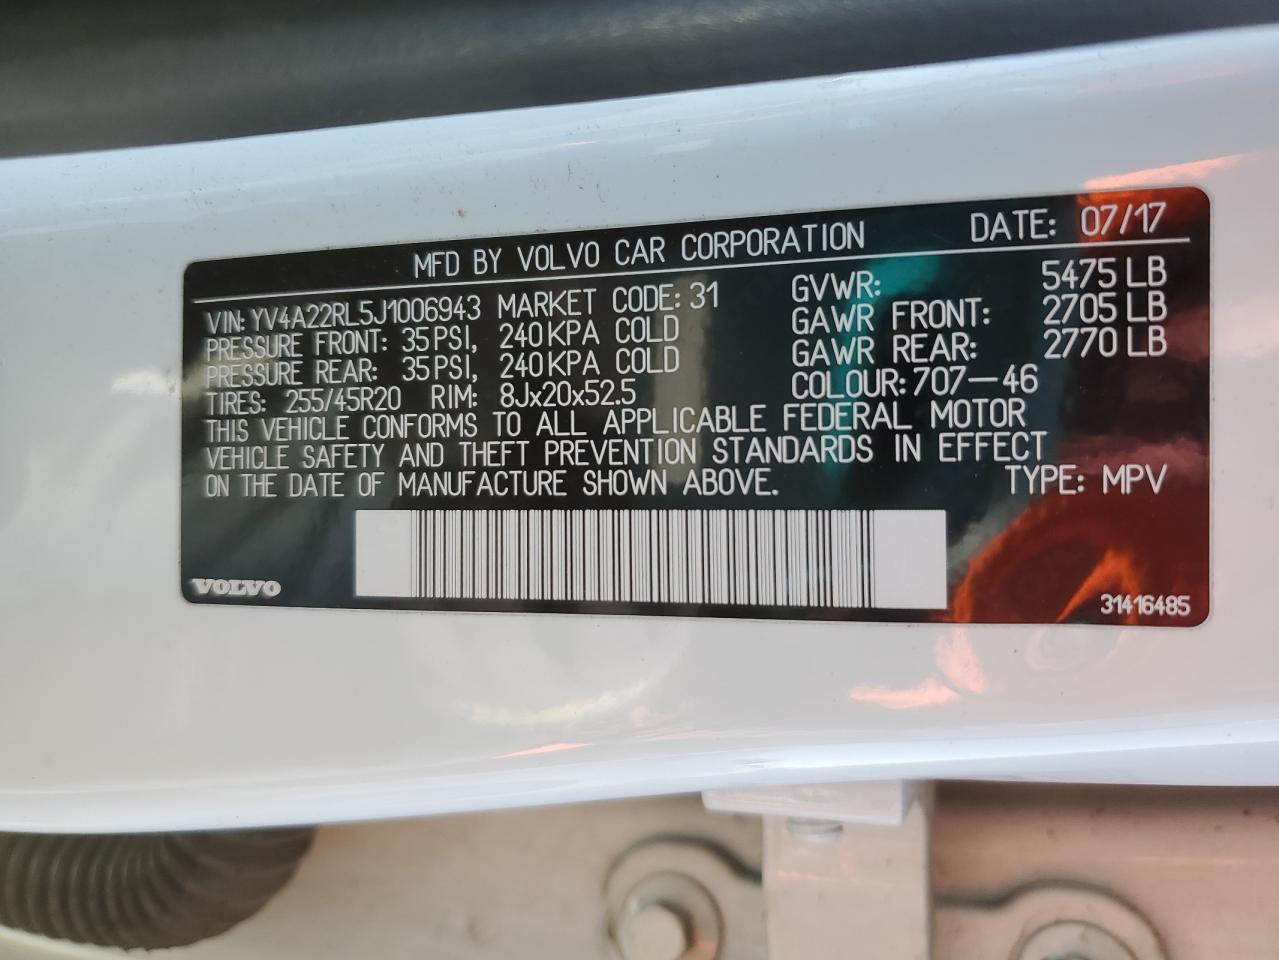 MFD BY VOLVO CAR CORPORATION DATE: 07/17
VIN: YV4A22RL5J1006943 MARKET CODE: 31 GVWR: 5475 LB
PRESSURE FRONT: 35 PSI, 240 KPA COLD GAWR FRONT: 2705 LB
PRESSURE REAR: 35 PSI, 240 KPA COLD GAWR REAR: 2770 LB
TIRES: 255/45R20 RIM: 8Jx20x52.5 COLOUR: 707-46
THIS VEHICLE CONFORMS TO ALL APPLICABLE FEDERAL MOTOR
VEHICLE SAFETY AND THEFT PREVENTION STANDARDS IN EFFECT
ON THE DATE OF MANUFACTURE SHOWN ABOVE. TYPE: MPV
VOLVO
31416485